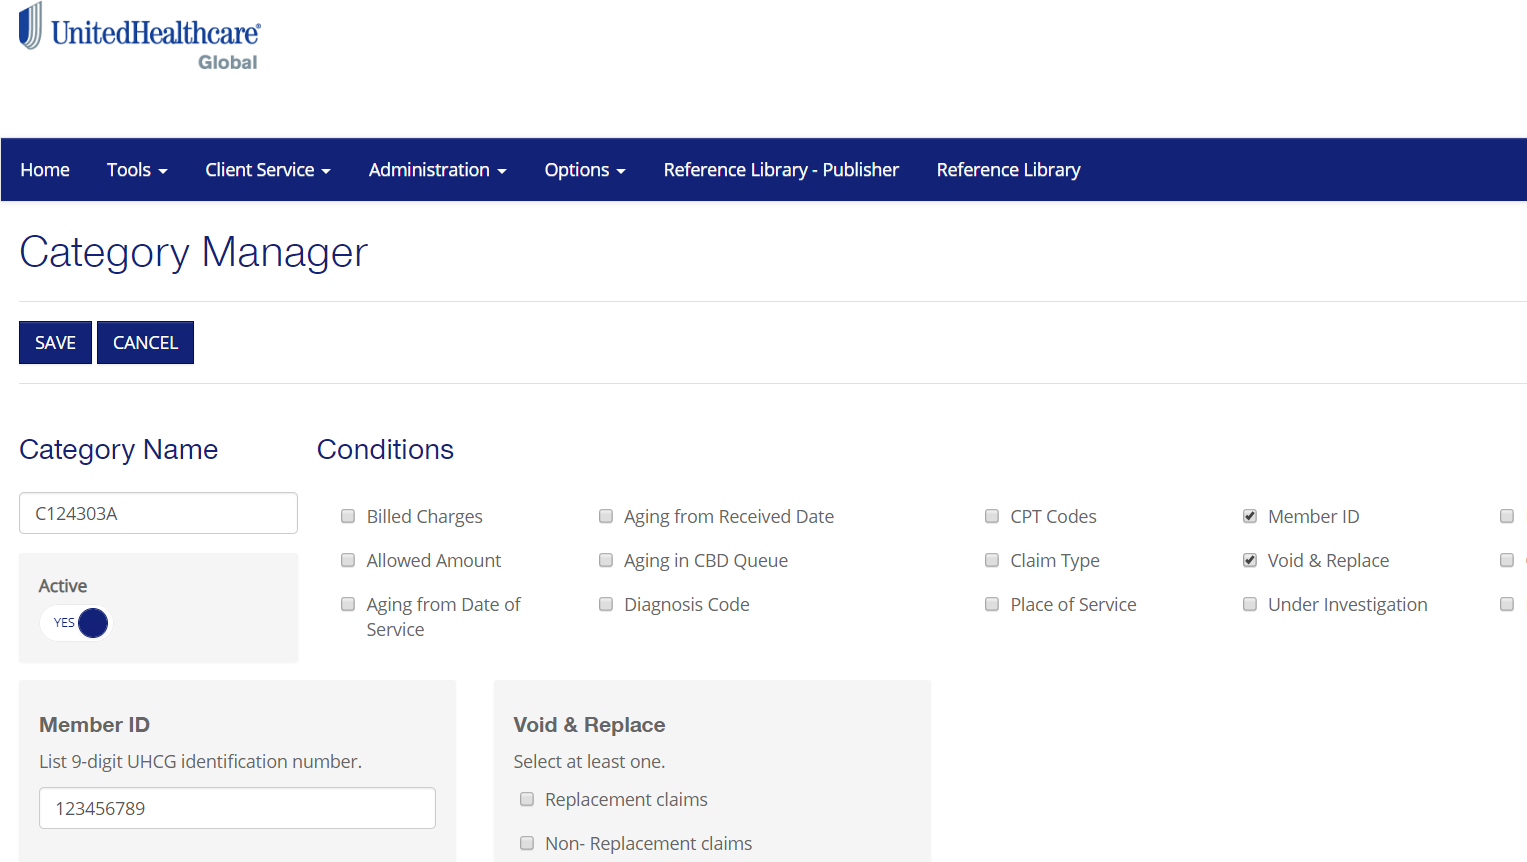 UnitedHealthcare®
Global
Home Tools Client Service Administration Options Reference Library - Publisher Reference Library
Category Manager
SAVE CANCEL
Category Name Conditions
C124303A
Billed Charges Aging from Received Date CPT Codes Member ID
Allowed Amount Aging in CBD Queue Claim Type Void & Replace
Aging from Date of Service Diagnosis Code Place of Service Under Investigation
Active
YES
Member ID
List 9-digit UHCG identification number.
123456789
Void & Replace
Select at least one.
Replacement claims
Non- Replacement claims